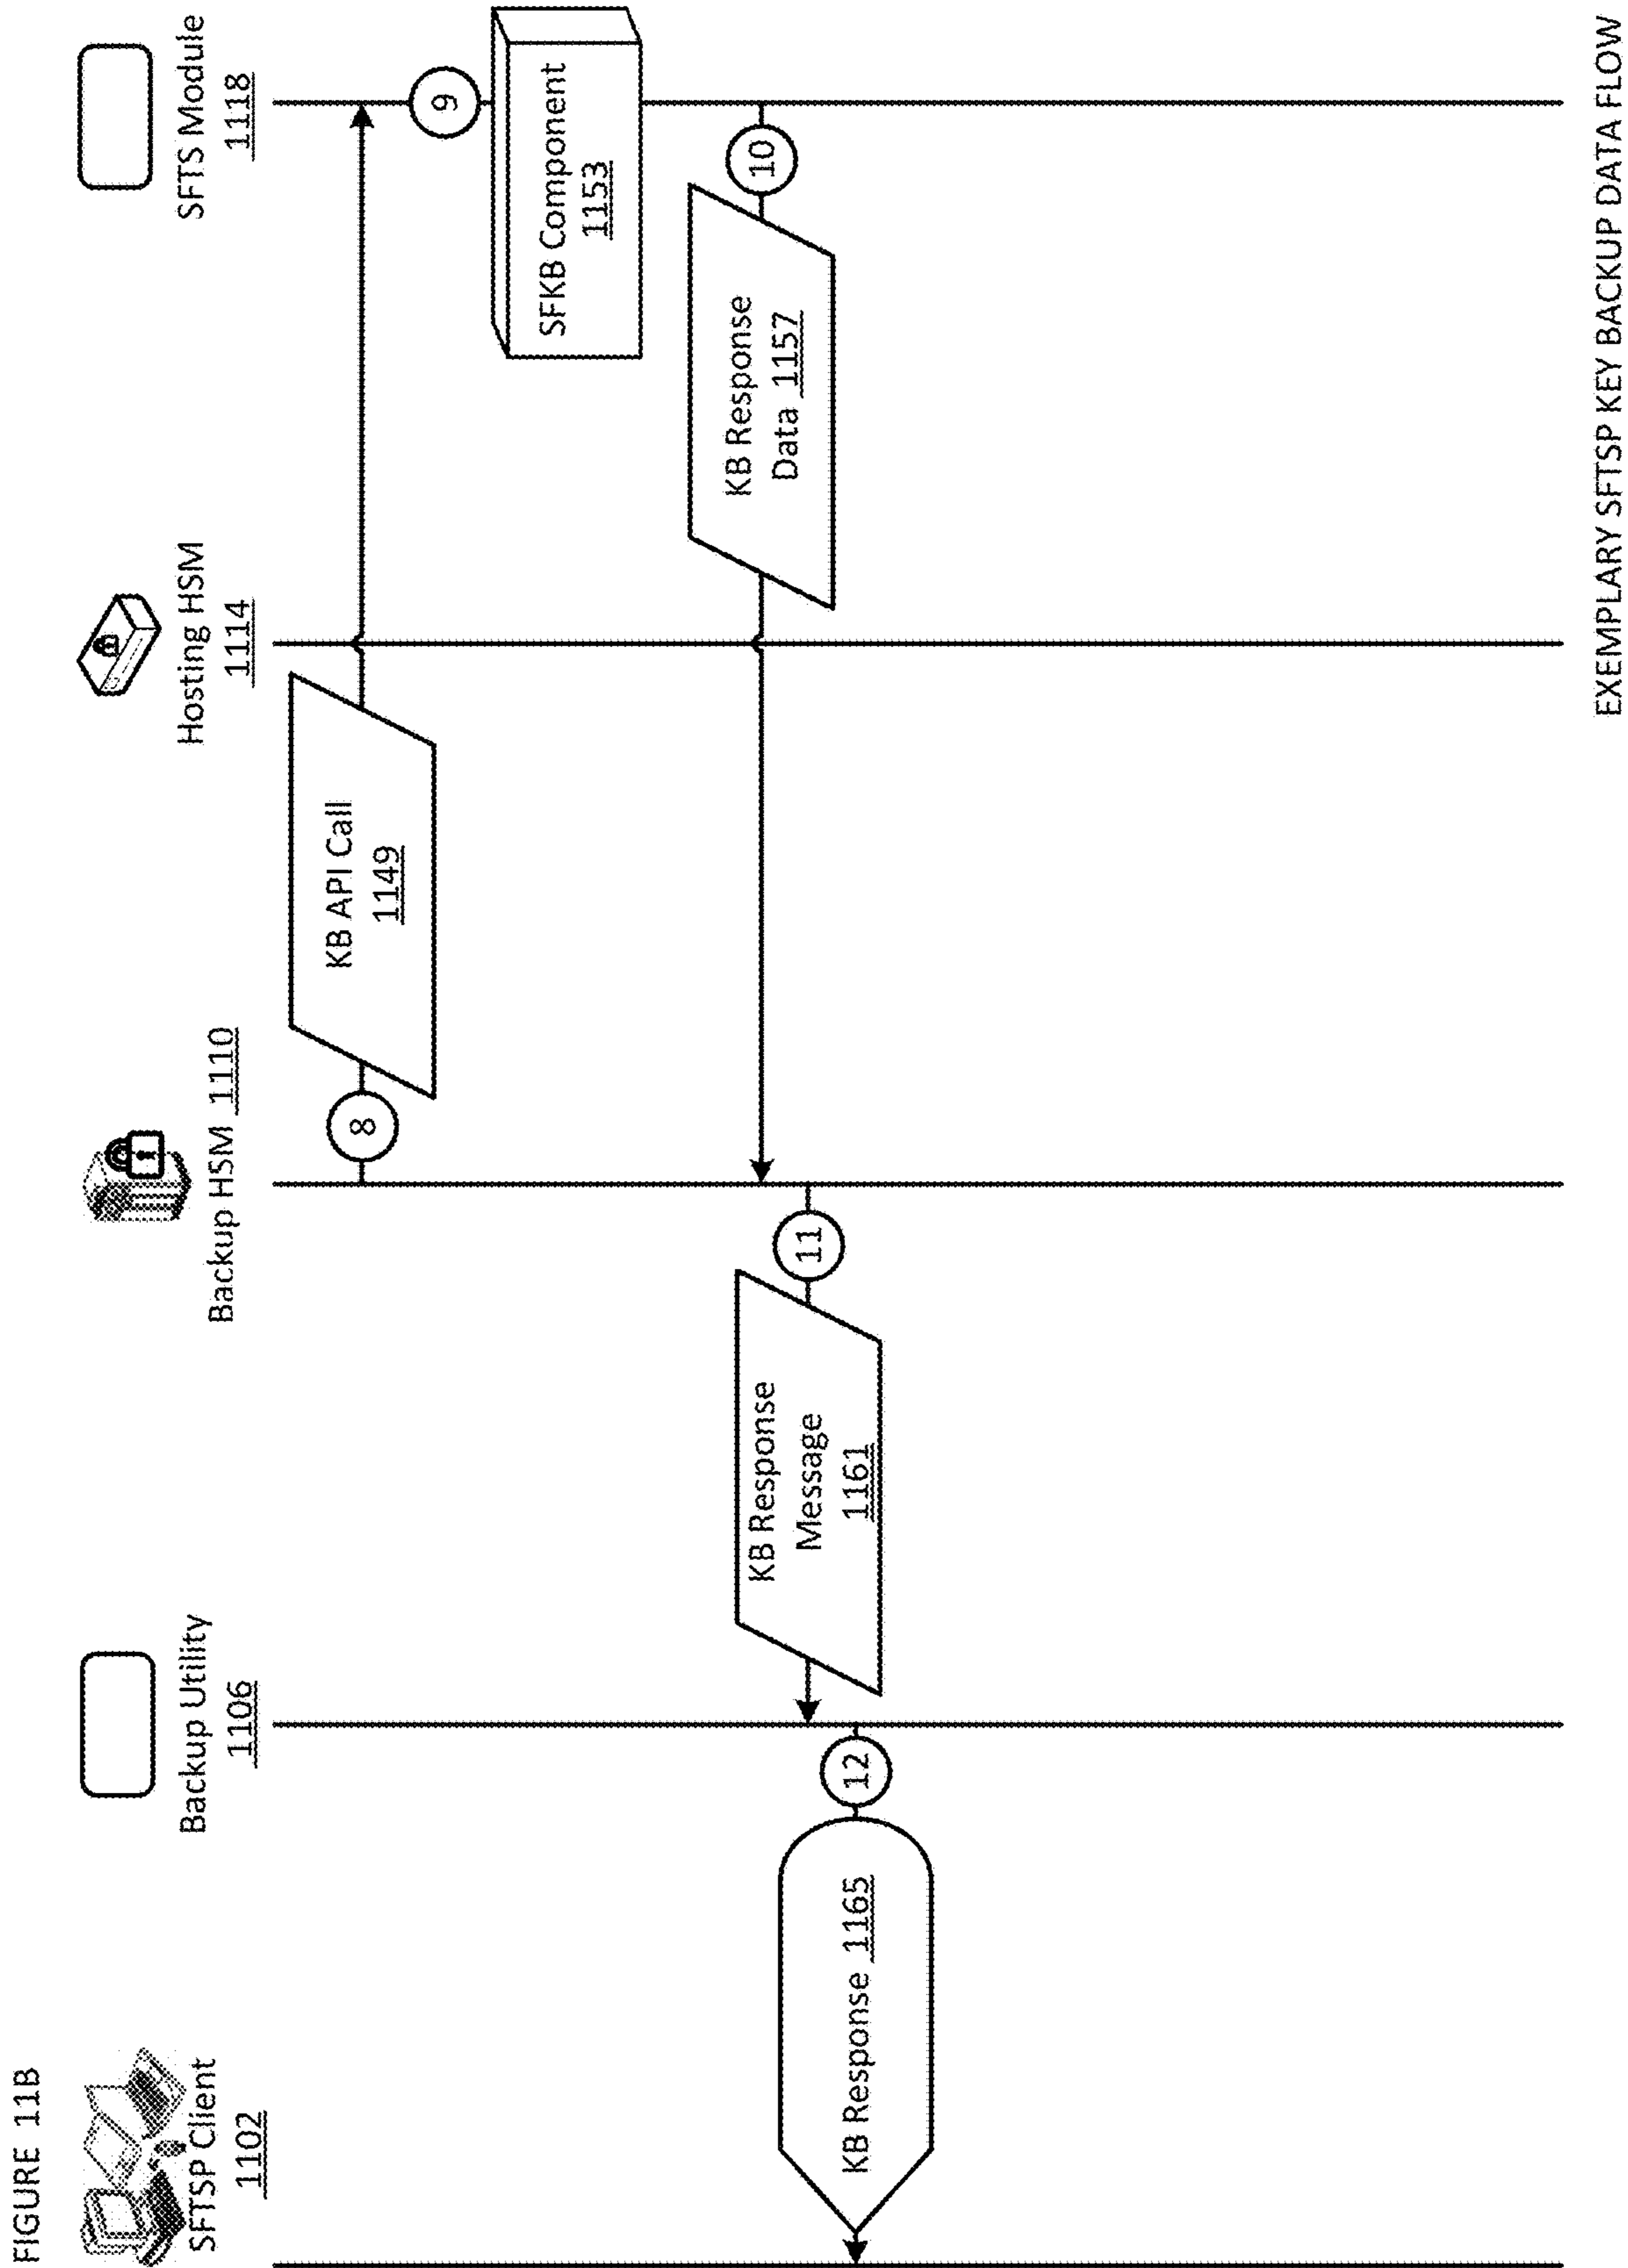 FIGURE 11B
SFTSP Client
1102
Backup Utility
1106
Backup HSM 1110
Hosting HSM
1114
SFTS Module
1118
8
KB API Call
1149
9
SFKB Component
1153
10
KB Response
Data 1157
11
KB Response
Message
1161
12
KB Response 1165
EXEMPLARY SFTSP KEY BACKUP DATA FLOW